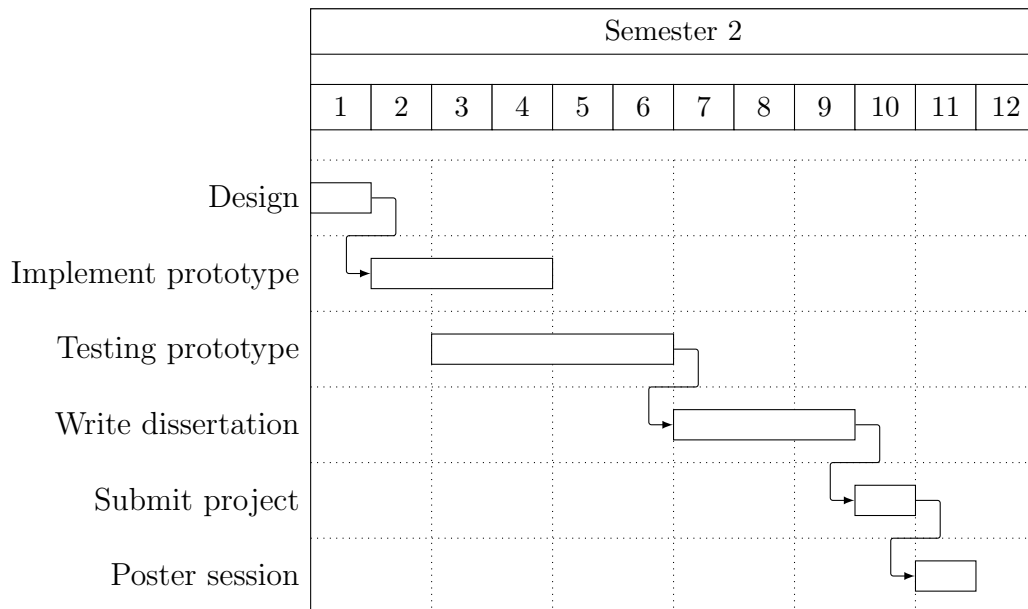 Semester 2
1 2 3 4 5 6 7 8 9 10 11 12
Design
Implement prototype
Testing prototype
Write dissertation
Submit project
Poster session